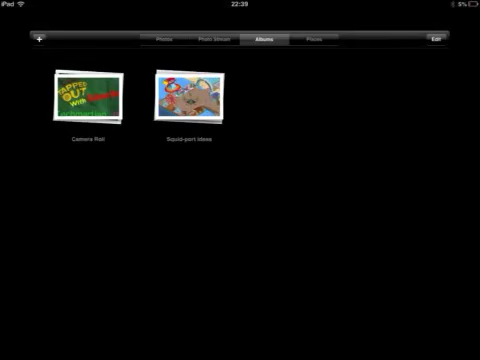 iPad 22:39 5%
+ Photos Photo Stream Albums Places Edit
TAPPED
OUT
With
Camera Roll Squid-port Ideas